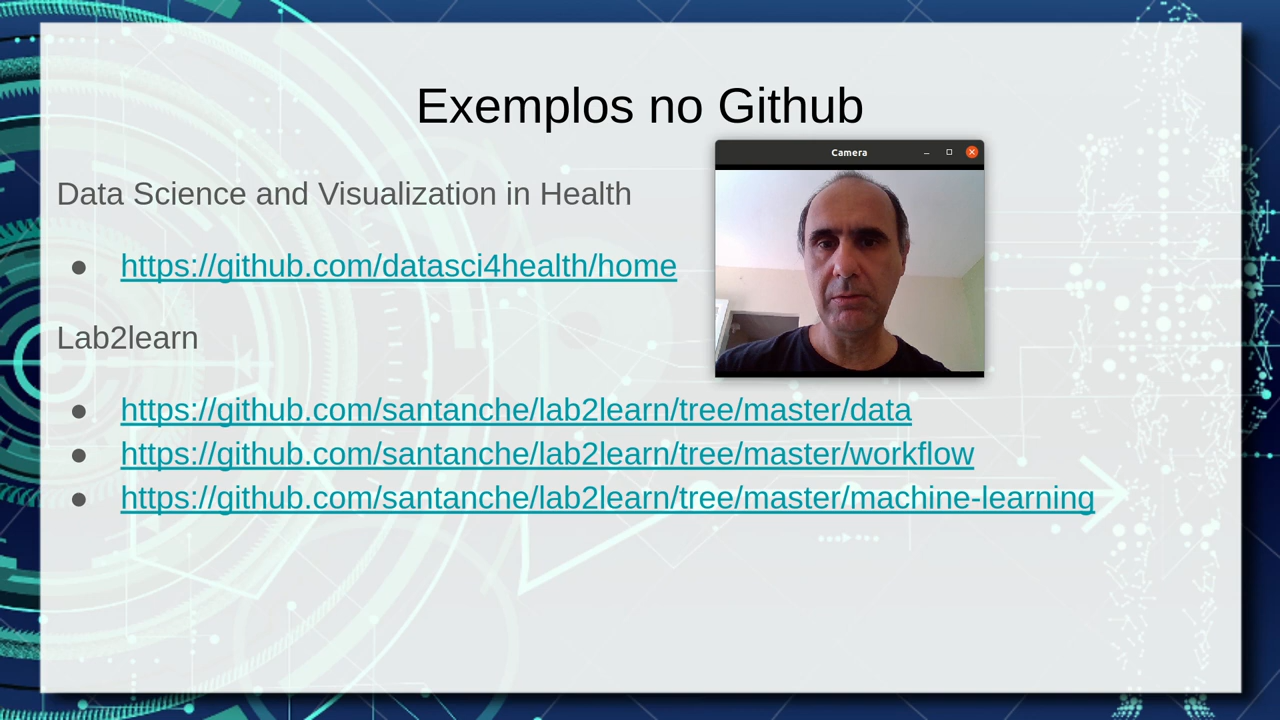 Exemplos no Github
Camera
Data Science and Visualization in Health
● https://github.com/datasci4health/home
Lab2learn
● https://github.com/santanche/lab2learn/tree/master/data
● https://github.com/santanche/lab2learn/tree/master/workflow
● https://github.com/santanche/lab2learn/tree/master/machine-learning